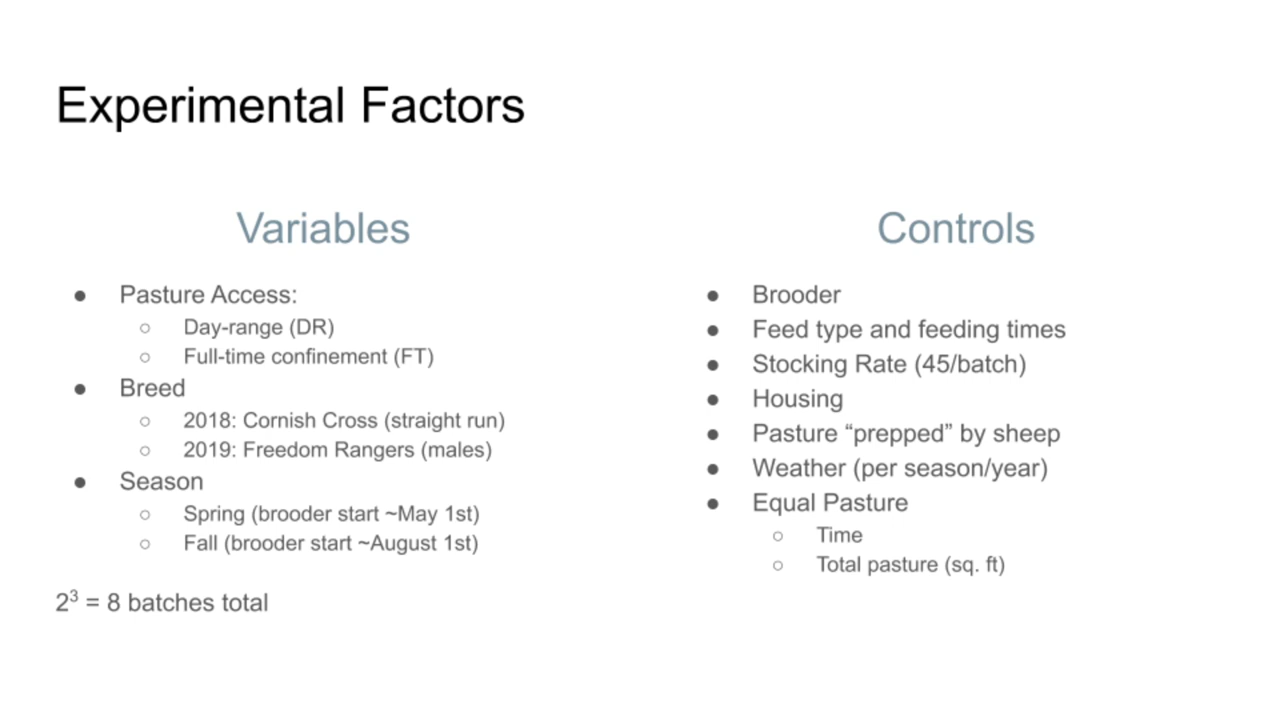 Experimental Factors
Variables
● Pasture Access:
○ Day-range (DR)
○ Full-time confinement (FT)
● Breed
○ 2018: Cornish Cross (straight run)
○ 2019: Freedom Rangers (males)
● Season
○ Spring (brooder start ~May 1st)
○ Fall (brooder start ~August 1st)
2³ = 8 batches total
Controls
● Brooder
● Feed type and feeding times
● Stocking Rate (45/batch)
● Housing
● Pasture “prepped” by sheep
● Weather (per season/year)
● Equal Pasture
○ Time
○ Total pasture (sq. ft)